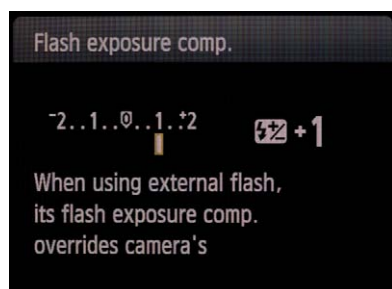 Flash exposure comp.
-2..1..0..1.:+2 +1
When using external flash,
its flash exposure comp.
overrides camera's